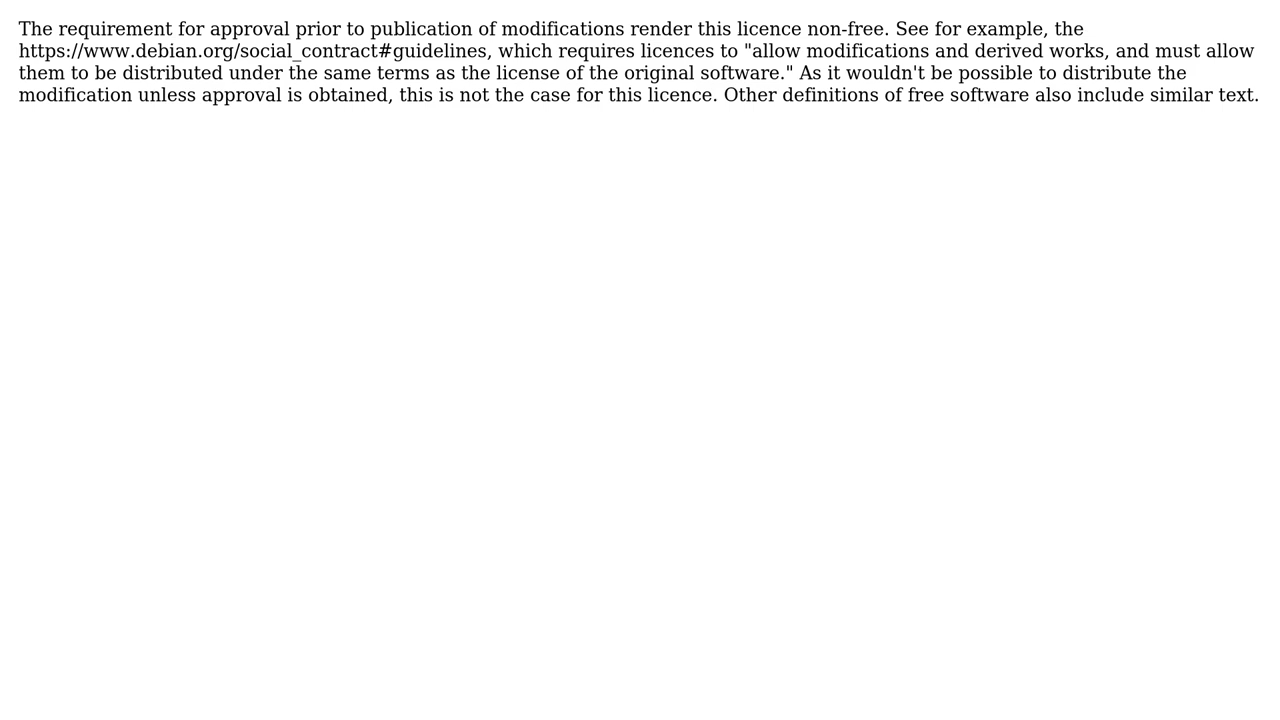 The requirement for approval prior to publication of modifications render this licence non-free. See for example, the
https://www.debian.org/social_contract#guidelines, which requires licences to "allow modifications and derived works, and must allow
them to be distributed under the same terms as the license of the original software." As it wouldn't be possible to distribute the
modification unless approval is obtained, this is not the case for this licence. Other definitions of free software also include similar text.